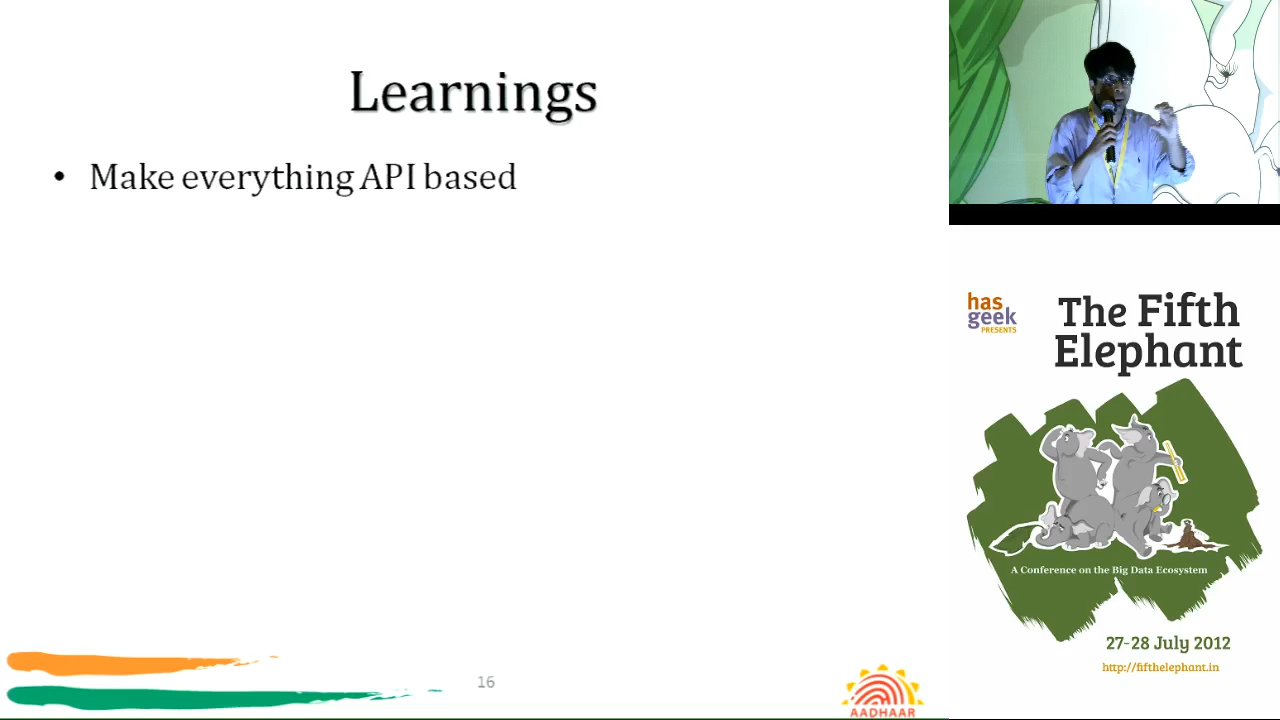 Learnings
• Make everything API based
16
AADHAAR
has
geek
PRESENTS
The Fifth
Elephant
A Conference on the Big Data Ecosystem
27-28 July 2012
http://fifthelephant.in